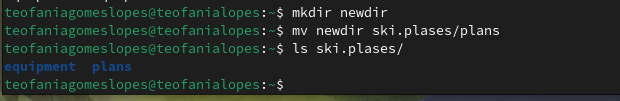 teofaniagomeslopes@teofanialopes:~$ mkdir newdir
teofaniagomeslopes@teofanialopes:~$ mv newdir ski.plases/plans
teofaniagomeslopes@teofanialopes:~$ ls ski.plases/
equipment  plans
teofaniagomeslopes@teofanialopes:~$